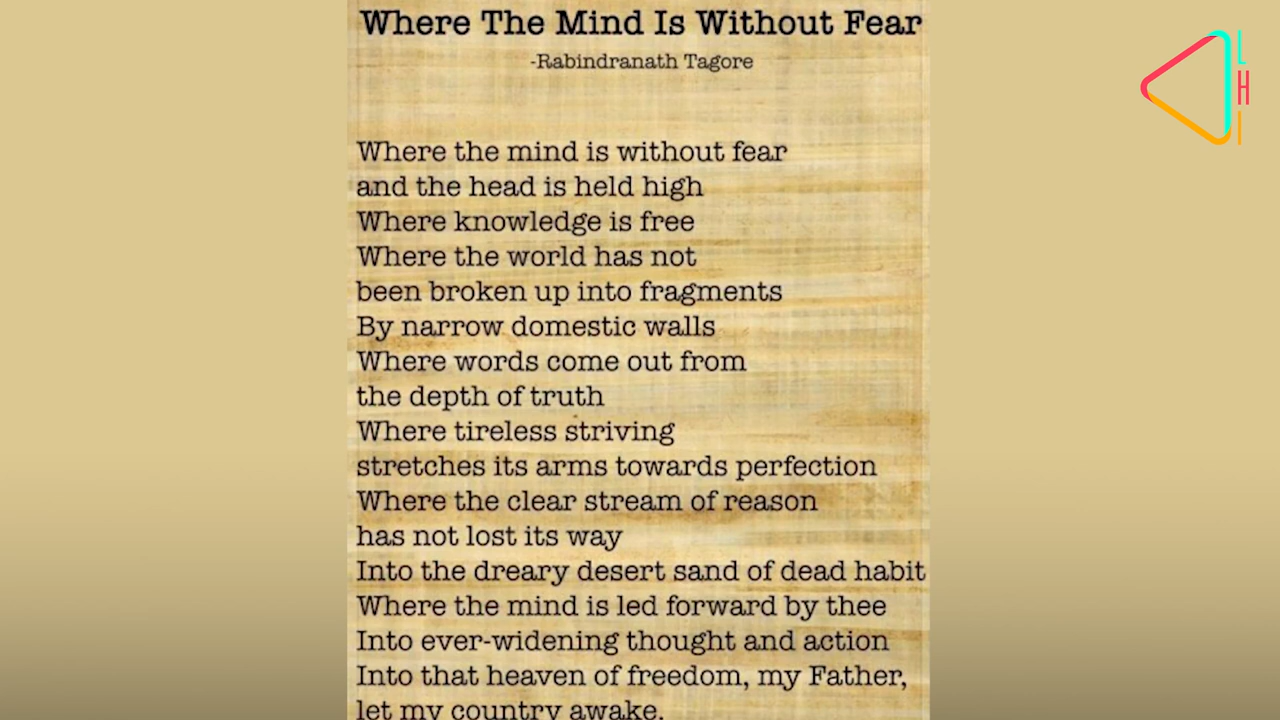 Where The Mind Is Without Fear
-Rabindranath Tagore
Where the mind is without fear
and the head is held high
Where knowledge is free
Where the world has not
been broken up into fragments
By narrow domestic walls
Where words come out from
the depth of truth
Where tireless striving
stretches its arms towards perfection
Where the clear stream of reason
has not lost its way
Into the dreary desert sand of dead habit
Where the mind is led forward by thee
Into ever-widening thought and action
Into that heaven of freedom, my Father,
let my country awake.
L
H
I